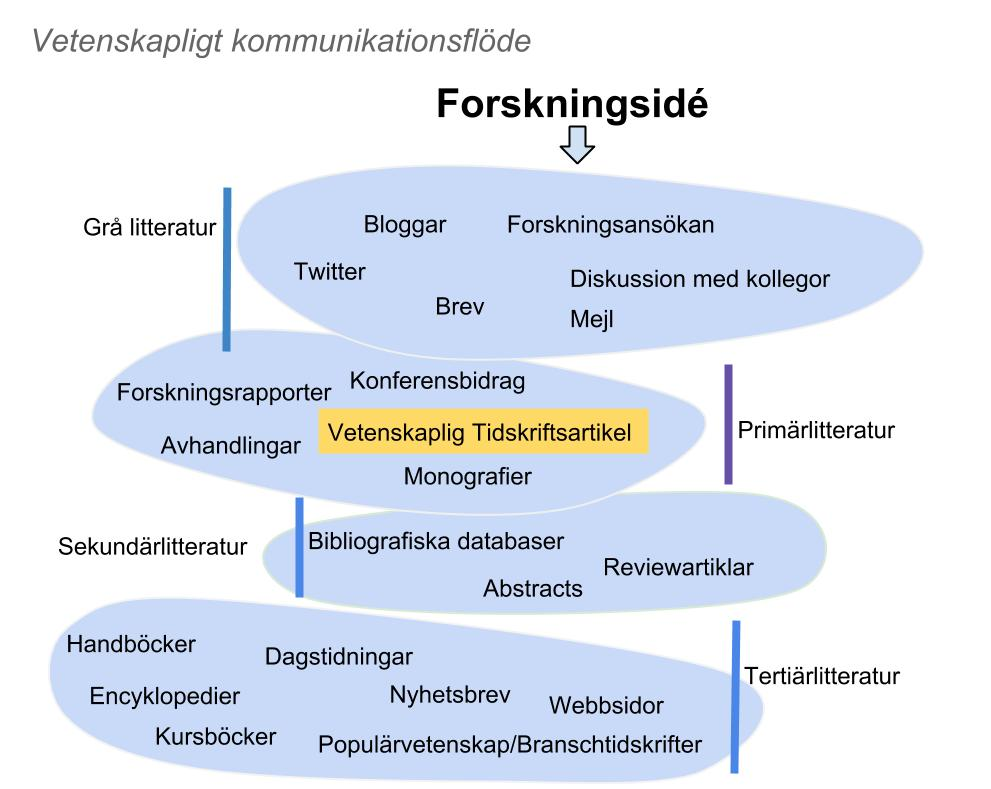 Vetenskapligt kommunikationsflöde
Forskningsidé
Grå litteratur
Bloggar
Forskningsansökan
Twitter
Diskussion med kollegor
Brev
Mejl
Forskningsrapporter
Konferensbidrag
Avhandlingar
Vetenskaplig Tidskriftsartikel
Primärlitteratur
Monografier
Sekundärlitteratur
Bibliografiska databaser
Reviewartiklar
Abstracts
Handböcker
Dagstidningar
Tertiärlitteratur
Encyklopedier
Nyhetsbrev
Webbsidor
Kursböcker
Populärvetenskap/Branschtidskrifter